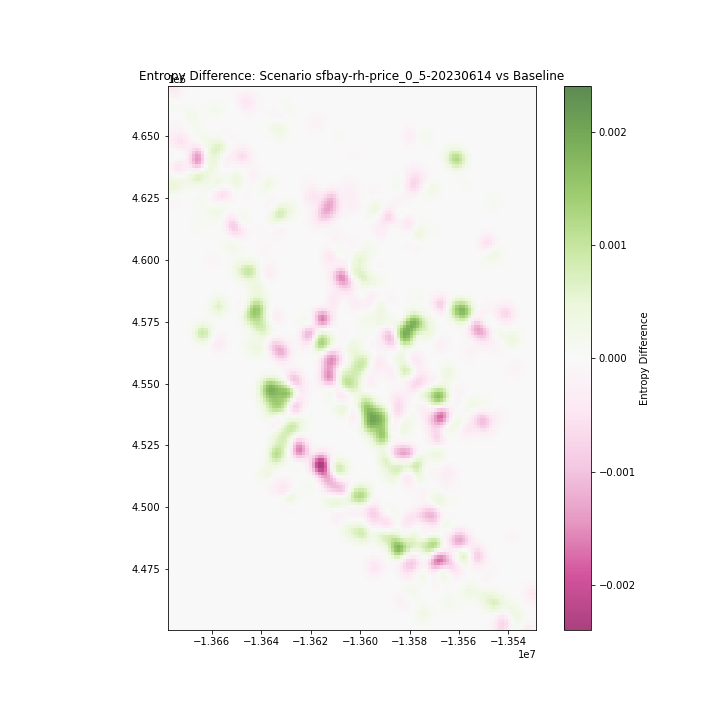 1e6
Entropy Difference: Scenario sfbay-rh-price_0_5-20230614 vs Baseline
4.650
4.625
4.600
4.575
4.550
4.525
4.500
4.475
−1.366 −1.364 −1.362 −1.360 −1.358 −1.356 −1.354
1e7
0.002
0.001
0.000
−0.001
−0.002
Entropy Difference